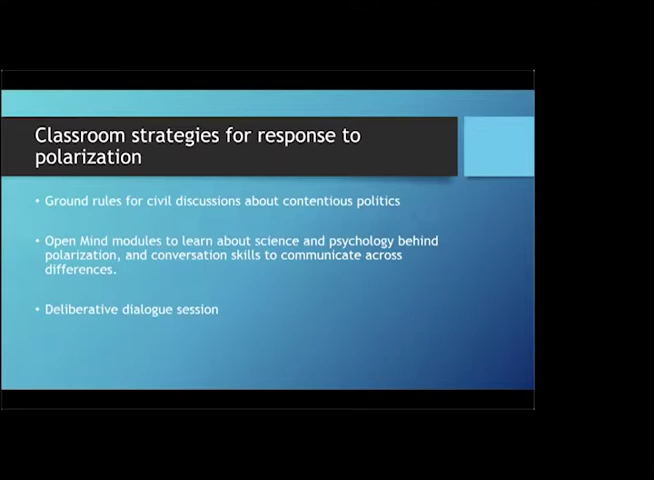 Classroom strategies for response to
polarization
• Ground rules for civil discussions about contentious politics
• Open Mind modules to learn about science and psychology behind
polarization, and conversation skills to communicate across
differences.
• Deliberative dialogue session